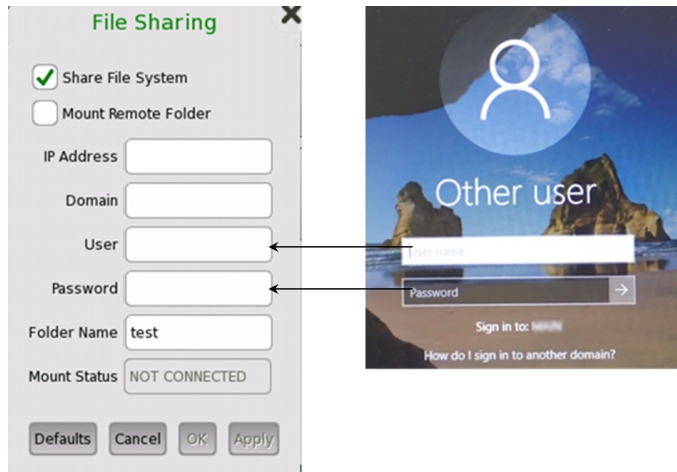 File Sharing
Share File System
Mount Remote Folder
IP Address
Domain
User
Password
Folder Name test
Mount Status NOT CONNECTED
Defaults Cancel OK Apply
Other user
User name
Password
Sign in to:
How do I sign in to another domain?